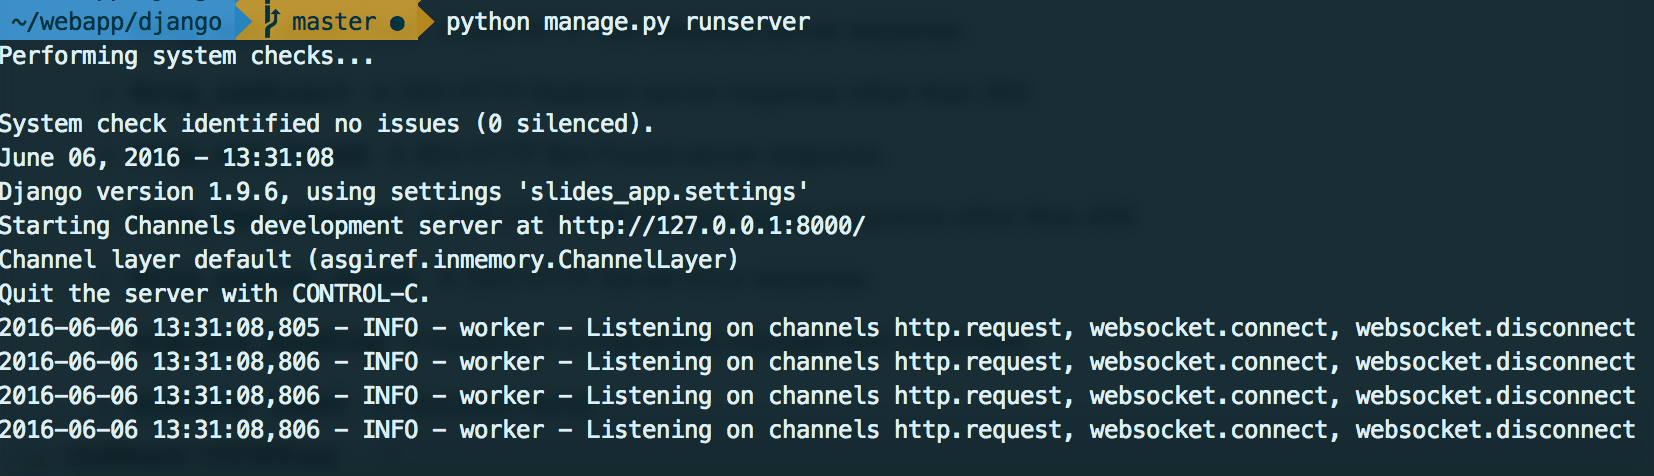 ~/webapp/django master ● python manage.py runserver
Performing system checks...
System check identified no issues (0 silenced).
June 06, 2016 - 13:31:08
Django version 1.9.6, using settings 'slides_app.settings'
Starting Channels development server at http://127.0.0.1:8000/
Channel layer default (asgiref.inmemory.ChannelLayer)
Quit the server with CONTROL-C.
2016-06-06 13:31:08,805 - INFO - worker - Listening on channels http.request, websocket.connect, websocket.disconnect
2016-06-06 13:31:08,806 - INFO - worker - Listening on channels http.request, websocket.connect, websocket.disconnect
2016-06-06 13:31:08,806 - INFO - worker - Listening on channels http.request, websocket.connect, websocket.disconnect
2016-06-06 13:31:08,806 - INFO - worker - Listening on channels http.request, websocket.connect, websocket.disconnect